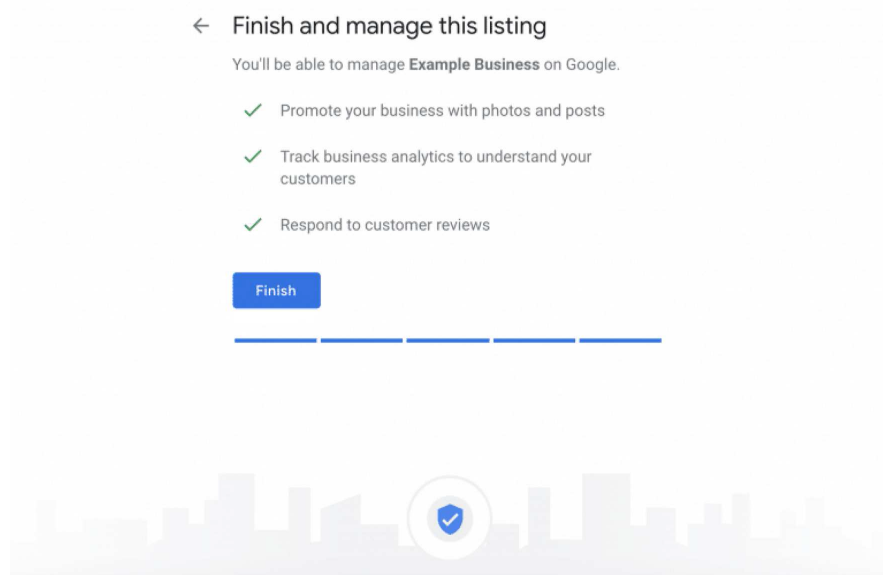 Finish and manage this listing
You'll be able to manage Example Business on Google.
Promote your business with photos and posts
Track business analytics to understand your
customers
Respond to customer reviews
Finish